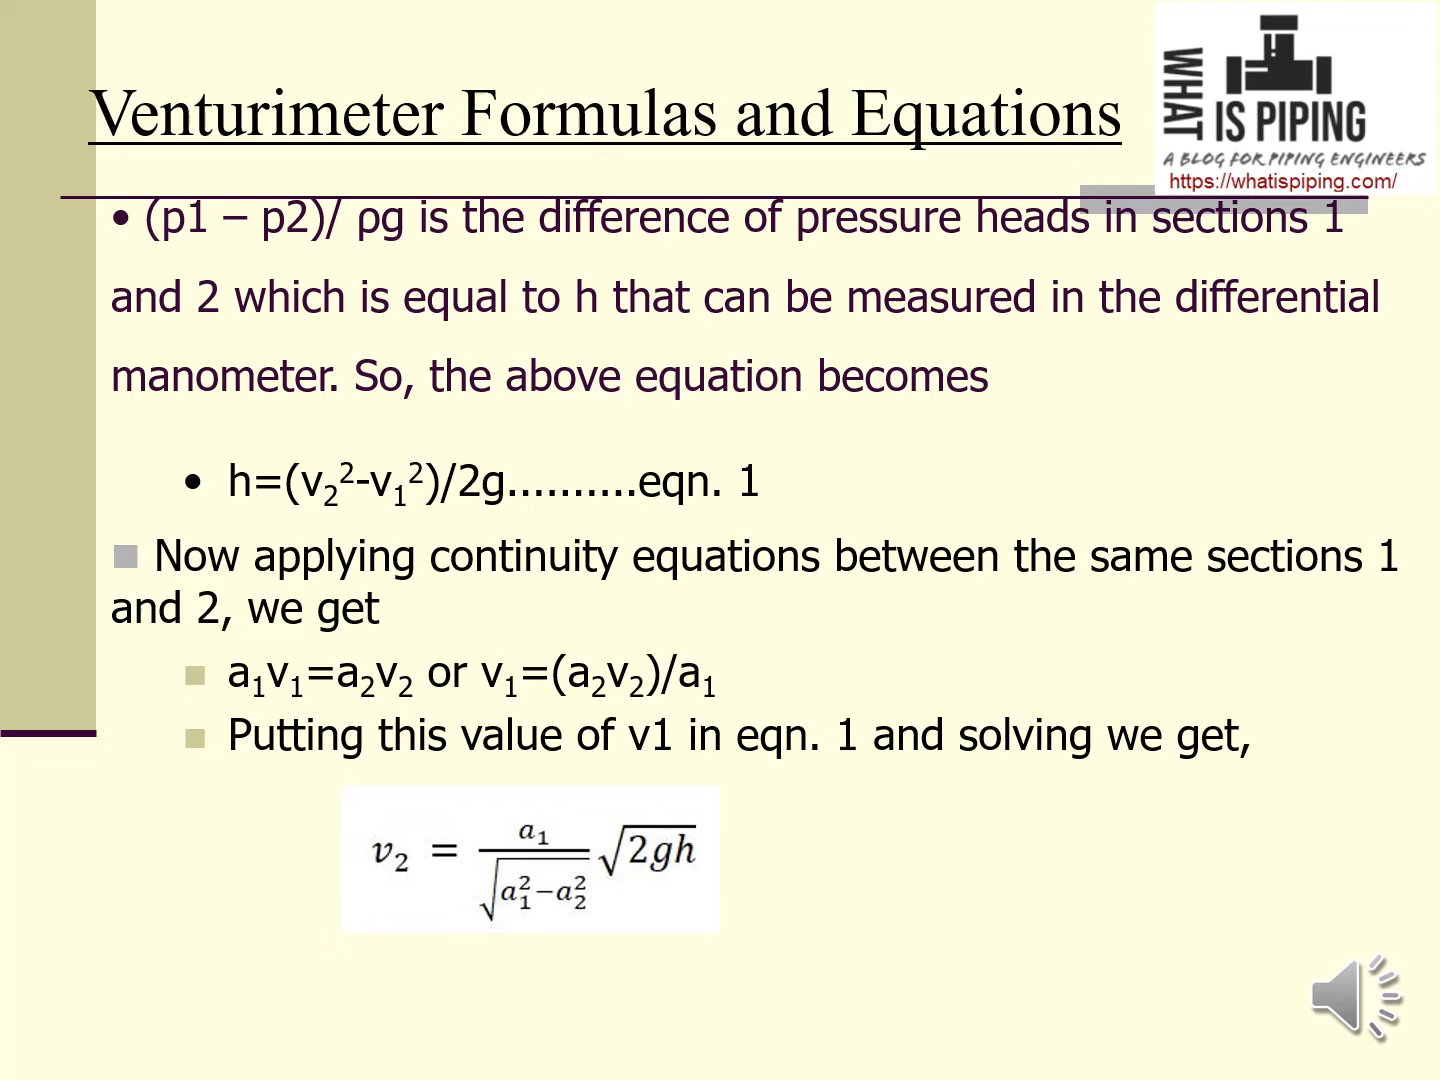 WHAT
IS PIPING
A BLOG FOR PIPING ENGINEERS
https://whatispiping.com/
Venturimeter Formulas and Equations
• (p1 – p2)/ ρg is the difference of pressure heads in sections 1
and 2 which is equal to h that can be measured in the differential
manometer. So, the above equation becomes
• h=(v₂²-v₁²)/2g..........eqn. 1
Now applying continuity equations between the same sections 1
and 2, we get
a₁v₁=a₂v₂ or v₁=(a₂v₂)/a₁
Putting this value of v1 in eqn. 1 and solving we get,
v₂ = a₁/√(a₁²−a₂²) √(2gh)